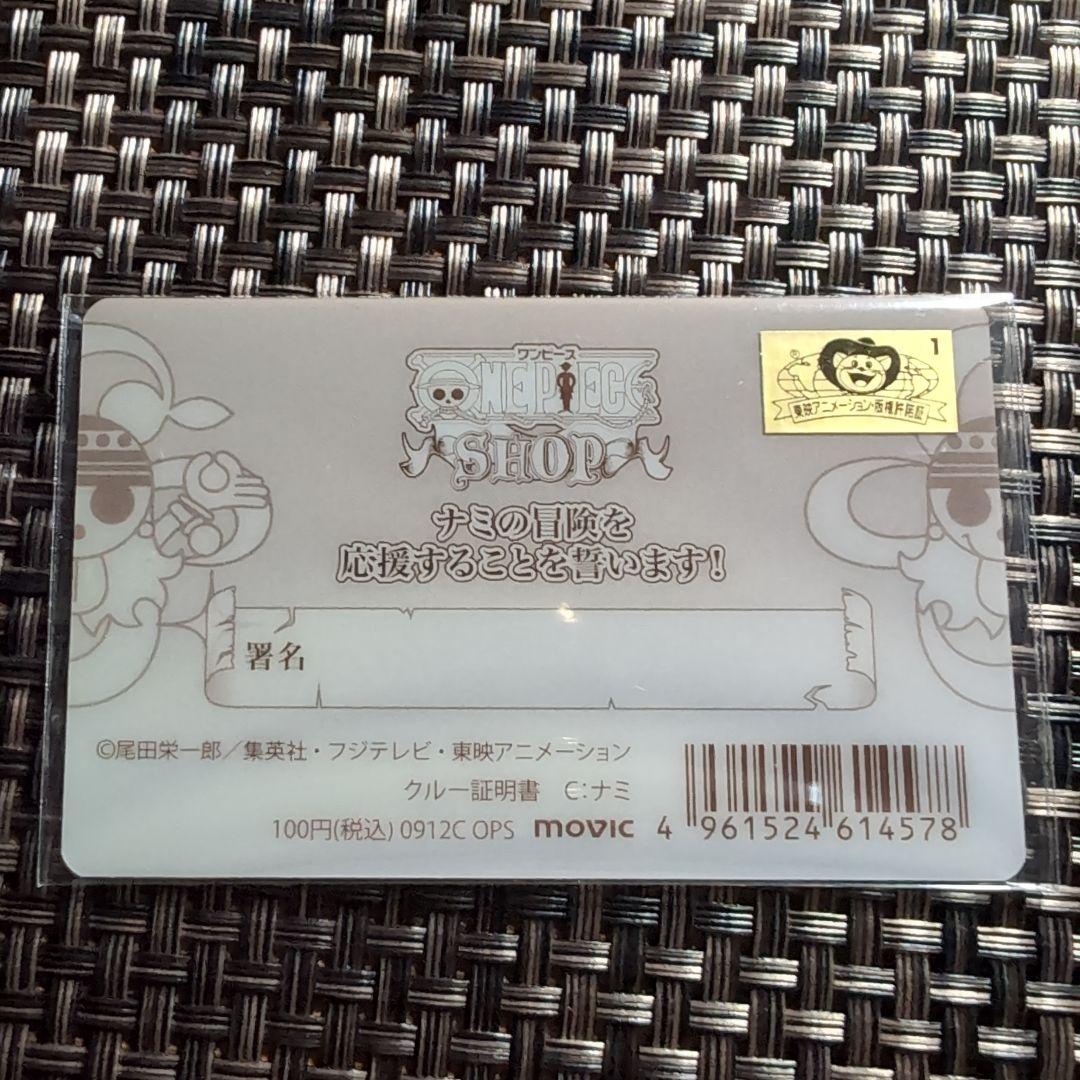 ワンピース
ONE PIECE
SHOP
1
®
東映アニメーション・商権許諾証
ナミの冒険を
応援することを誓います!
署名
©尾田栄一郎/集英社・フジテレビ・東映アニメーション
クルー証明書 C:ナミ
100円(税込) 0912C OPS movic
4 961524 614578